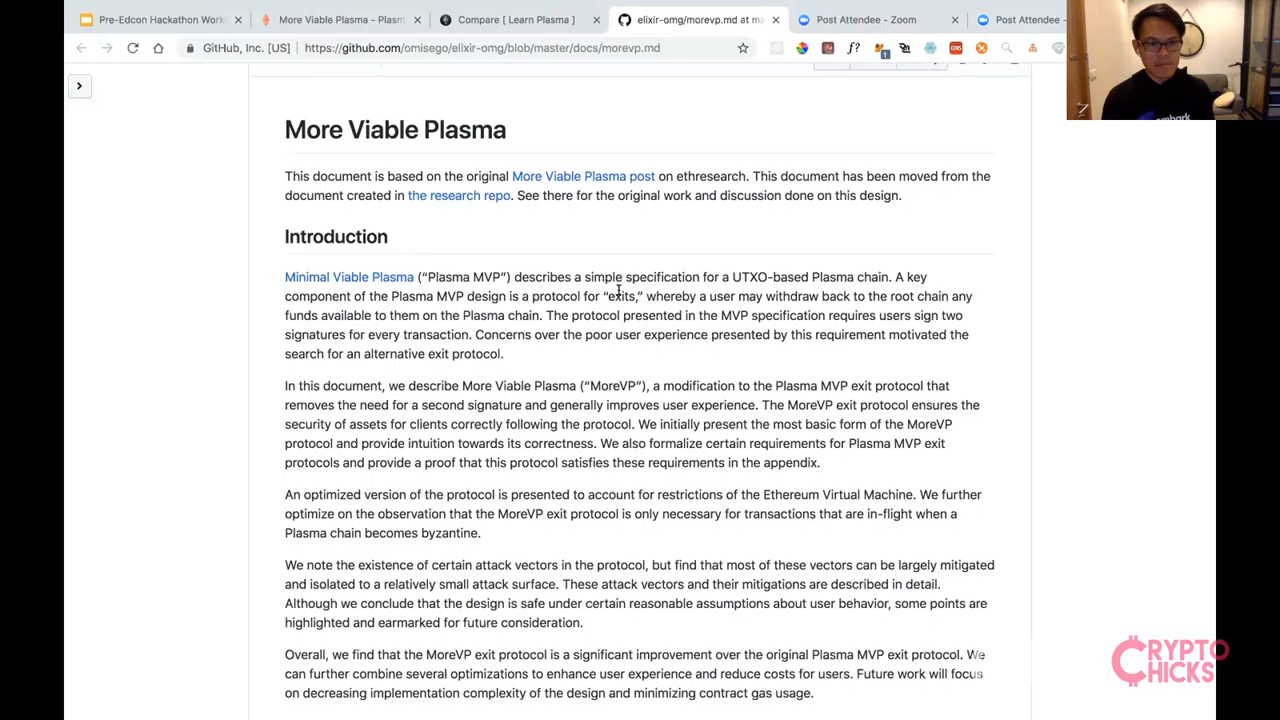 Pre-Edcon Hackathon Work
More Viable Plasma - Plasm
Compare [ Learn Plasma ]
elixir-omg/morevp.md at ma
Post Attendee - Zoom
Post Attendee -
GitHub, Inc. [US]
https://github.com/omisego/elixir-omg/blob/master/docs/morevp.md
More Viable Plasma
This document is based on the original More Viable Plasma post on ethresearch. This document has been moved from the
document created in the research repo. See there for the original work and discussion done on this design.
Introduction
Minimal Viable Plasma (“Plasma MVP”) describes a simple specification for a UTXO-based Plasma chain. A key
component of the Plasma MVP design is a protocol for “exits,” whereby a user may withdraw back to the root chain any
funds available to them on the Plasma chain. The protocol presented in the MVP specification requires users sign two
signatures for every transaction. Concerns over the poor user experience presented by this requirement motivated the
search for an alternative exit protocol.
In this document, we describe More Viable Plasma (“MoreVP”), a modification to the Plasma MVP exit protocol that
removes the need for a second signature and generally improves user experience. The MoreVP exit protocol ensures the
security of assets for clients correctly following the protocol. We initially present the most basic form of the MoreVP
protocol and provide intuition towards its correctness. We also formalize certain requirements for Plasma MVP exit
protocols and provide a proof that this protocol satisfies these requirements in the appendix.
An optimized version of the protocol is presented to account for restrictions of the Ethereum Virtual Machine. We further
optimize on the observation that the MoreVP exit protocol is only necessary for transactions that are in-flight when a
Plasma chain becomes byzantine.
We note the existence of certain attack vectors in the protocol, but find that most of these vectors can be largely mitigated
and isolated to a relatively small attack surface. These attack vectors and their mitigations are described in detail.
Although we conclude that the design is safe under certain reasonable assumptions about user behavior, some points are
highlighted and earmarked for future consideration.
Overall, we find that the MoreVP exit protocol is a significant improvement over the original Plasma MVP exit protocol. We
can further combine several optimizations to enhance user experience and reduce costs for users. Future work will focus
on decreasing implementation complexity of the design and minimizing contract gas usage.
CRYPTO
CHICKS